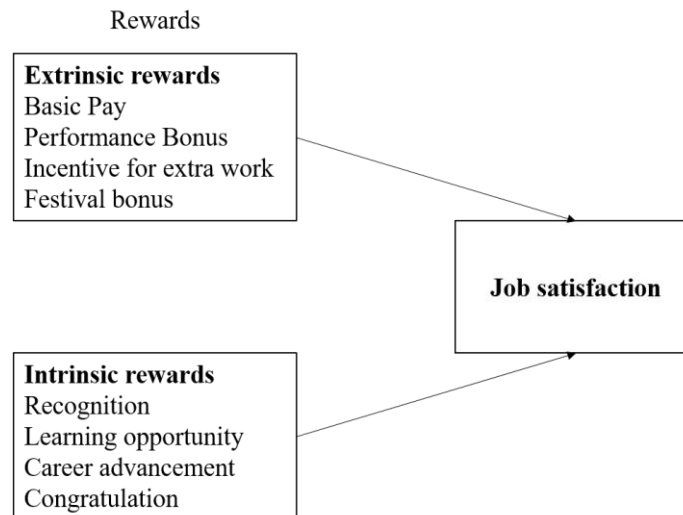 Rewards
Extrinsic rewards
Basic Pay
Performance Bonus
Incentive for extra work
Festival bonus
Job satisfaction
Intrinsic rewards
Recognition
Learning opportunity
Career advancement
Congratulation